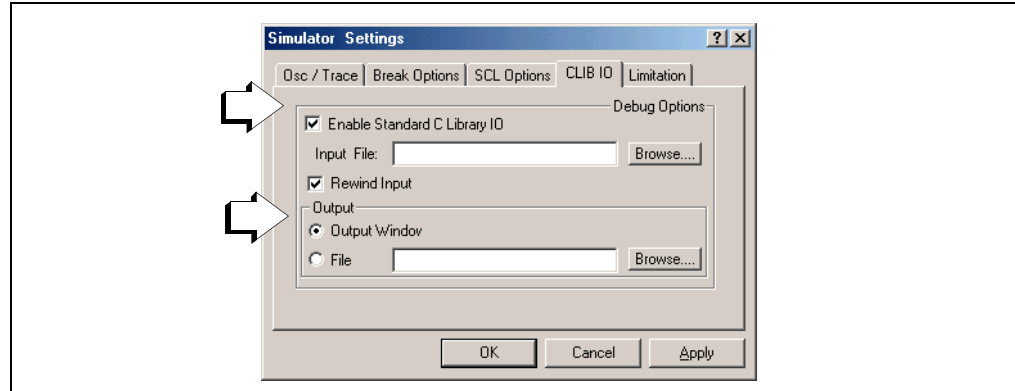 Simulator Settings
Osc / Trace Break Options SCL Options CLIB IO Limitation
Debug Options
Enable Standard C Library IO
Input File: Browse....
Rewind Input
Output
Output Windov
File Browse....
OK Cancel Apply